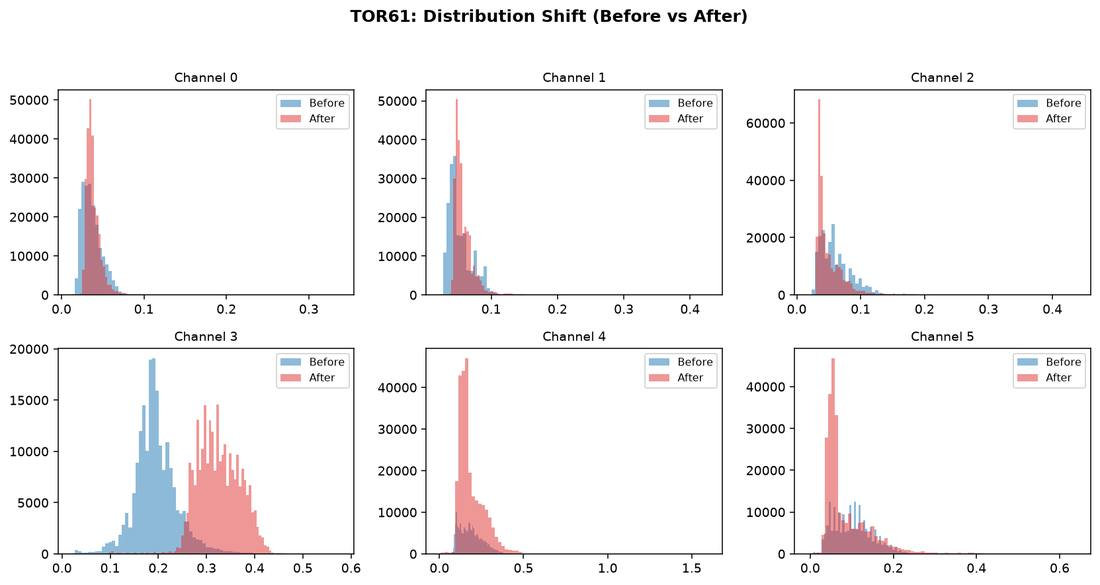 TOR61: Distribution Shift (Before vs After)
Channel 0
50000
40000
30000
20000
10000
0
0.0 0.1 0.2 0.3
Before
After
Channel 1
50000
40000
30000
20000
10000
0
0.1 0.2 0.3 0.4
Before
After
Channel 2
60000
40000
20000
0
0.0 0.1 0.2 0.3 0.4
Before
After
Channel 3
20000
15000
10000
5000
0
0.0 0.1 0.2 0.3 0.4 0.5 0.6
Before
After
Channel 4
40000
30000
20000
10000
0
0.0 0.5 1.0 1.5
Before
After
Channel 5
40000
30000
20000
10000
0
0.0 0.2 0.4 0.6
Before
After